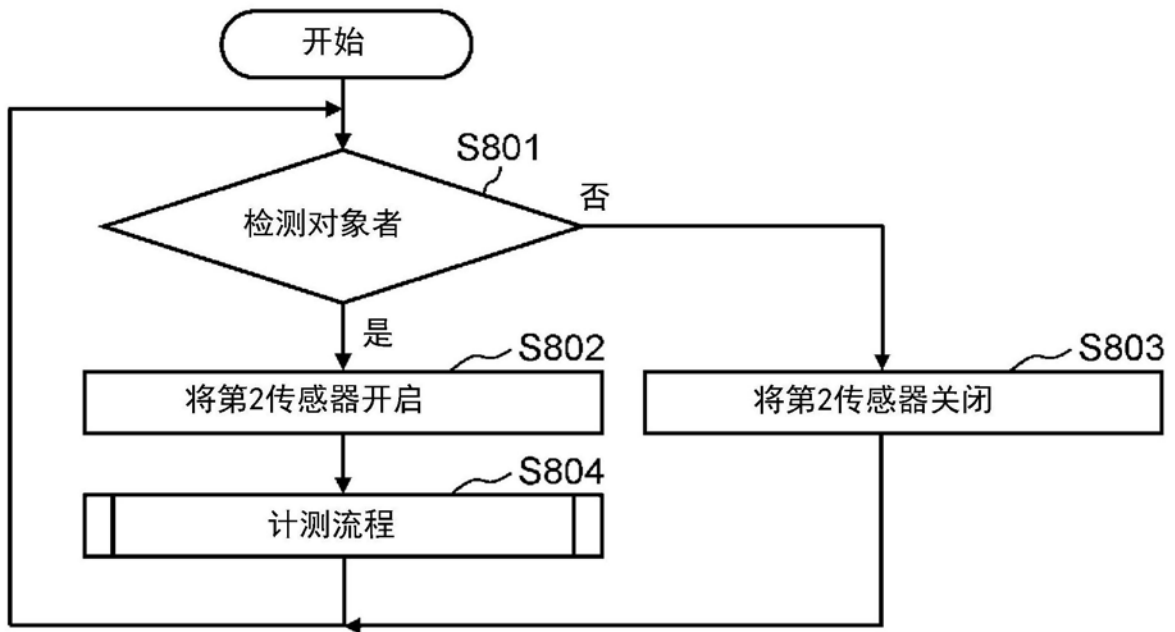 开始
S801
检测对象者
否
是
S802
将第2传感器开启
S803
将第2传感器关闭
S804
计测流程